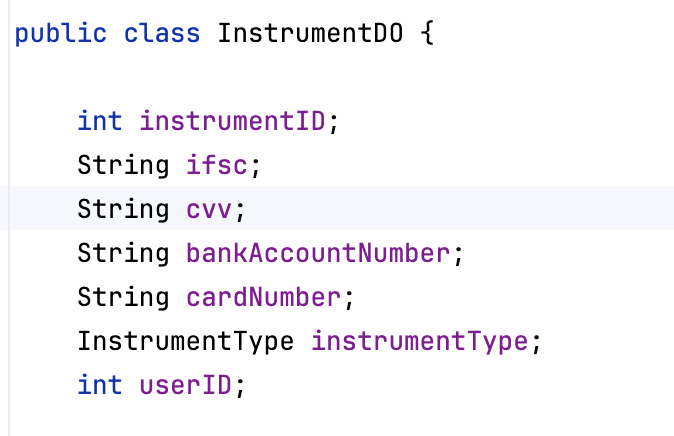 public class InstrumentDO {
int instrumentID;
String ifsc;
String cvv;
String bankAccountNumber;
String cardNumber;
InstrumentType instrumentType;
int userID;